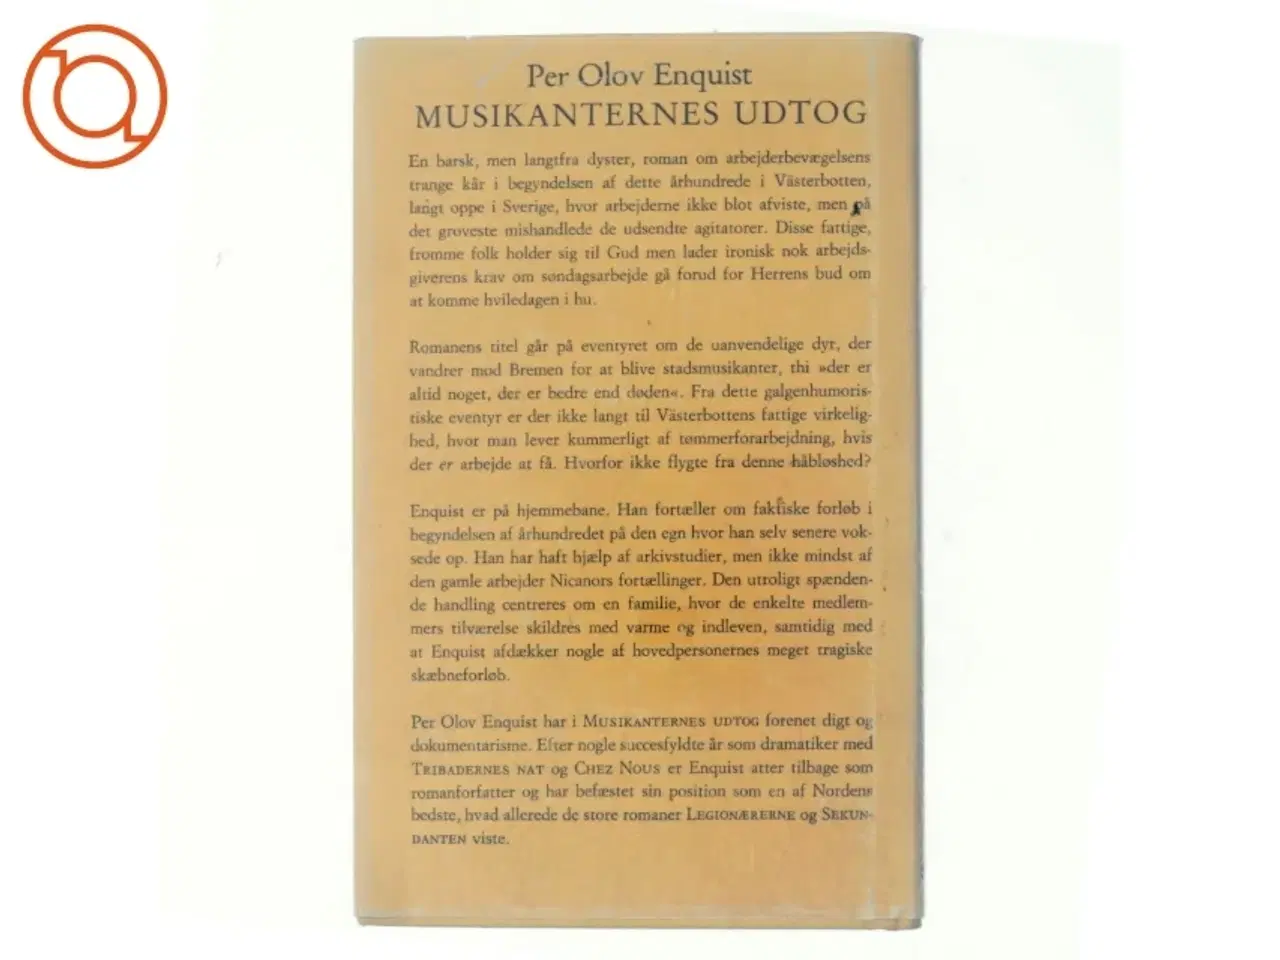 Per Olov Enquist
MUSIKANTERNES UDTOG
En barsk, men langtfra dyster, roman om arbejderbevægelsens
trange kår i begyndelsen af dette århundrede i Västerbotten,
langt oppe i Sverige, hvor arbejderne ikke blot afviste, men på
det groveste mishandlede de udsendte agitatorer. Disse fattige,
fromme folk holder sig til Gud men lader ironisk nok arbejds-
giverens krav om søndagsarbejde gå forud for Herrens bud om
at komme hviledagen i hu.
Romanens titel går på eventyret om de uanvendelige dyr, der
vandrer mod Bremen for at blive stadsmusikanter, thi »der er
altid noget, der er bedre end døden«. Fra dette galgenhumoris-
tiske eventyr er der ikke langt til Västerbottens fattige virkelig-
hed, hvor man lever kummerligt af tømmerforarbejdning, hvis
der er arbejde at få. Hvorfor ikke flygte fra denne håbløshed?
Enquist er på hjemmebane. Han fortæller om faktiske forløb i
begyndelsen af århundredet på den egn hvor han selv senere vok-
sede op. Han har haft hjælp af arkivstudier, men ikke mindst af
den gamle arbejder Nicanors fortællinger. Den utroligt spænden-
de handling centreres om en familie, hvor de enkelte medlem-
mers tilværelse skildres med varme og indleven, samtidig med
at Enquist afdækker nogle af hovedpersonernes meget tragiske
skæbneforløb.
Per Olov Enquist har i MUSIKANTERNES UDTOG forenet digt og
dokumentarisme. Efter nogle succesfyldte år som dramatiker med
TRIBADERNES NAT og CHEZ NOUS er Enquist atter tilbage som
romanforfatter og har befæstet sin position som en af Nordens
bedste, hvad allerede de store romaner LEGIONÆRERNE og SEKUN-
DANTEN viste.